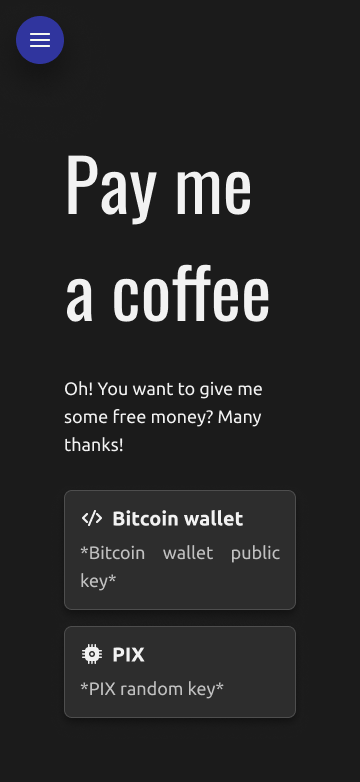 Pay me
a coffee
Oh! You want to give me
some free money? Many
thanks!
Bitcoin wallet
*Bitcoin wallet public
key*
PIX
*PIX random key*